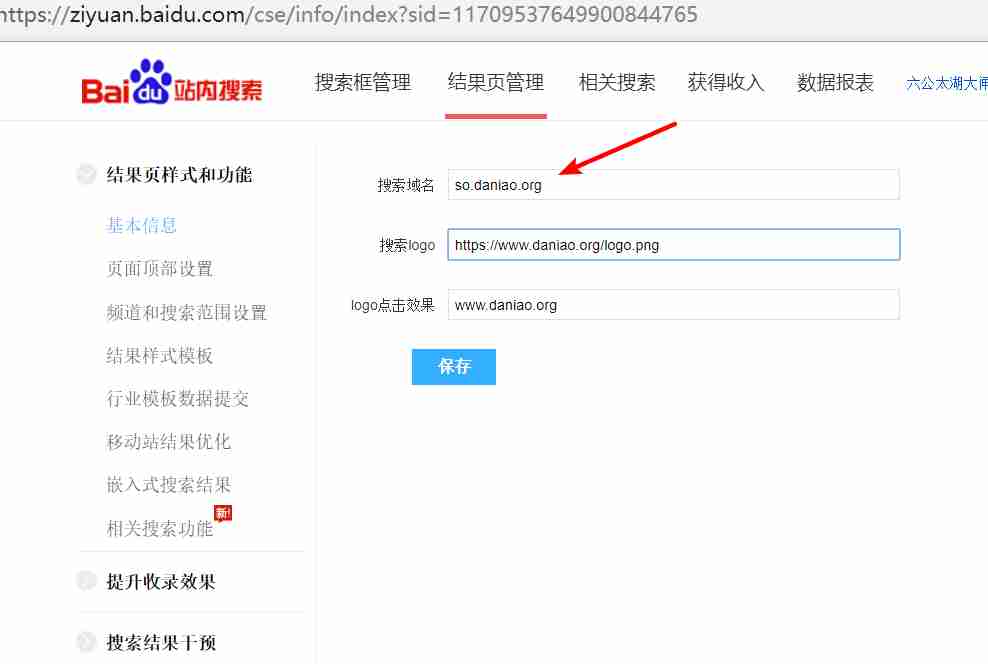 https://ziyuan.baidu.com/cse/info/index?sid=11709537649900844765
Bai du 站内搜索
搜索框管理 结果页管理 相关搜索 获得收入 数据报表 六公太湖大闸
结果页样式和功能
搜索域名 so.daniao.org
基本信息
搜索logo https://www.daniao.org/logo.png
页面顶部设置
频道和搜索范围设置
logo点击效果 www.daniao.org
结果样式模板
保存
行业模板数据提交
移动站结果优化
嵌入式搜索结果
新!
相关搜索功能
提升收录效果
搜索结果干预